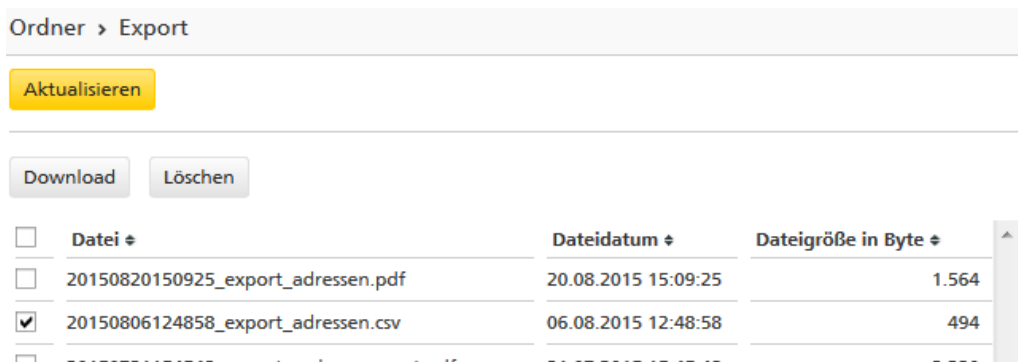 Ordner › Export
Aktualisieren
Download Löschen
Datei Dateidatum Dateigröße in Byte
20150820150925_export_adressen.pdf 20.08.2015 15:09:25 1.564
20150806124858_export_adressen.csv 06.08.2015 12:48:58 494